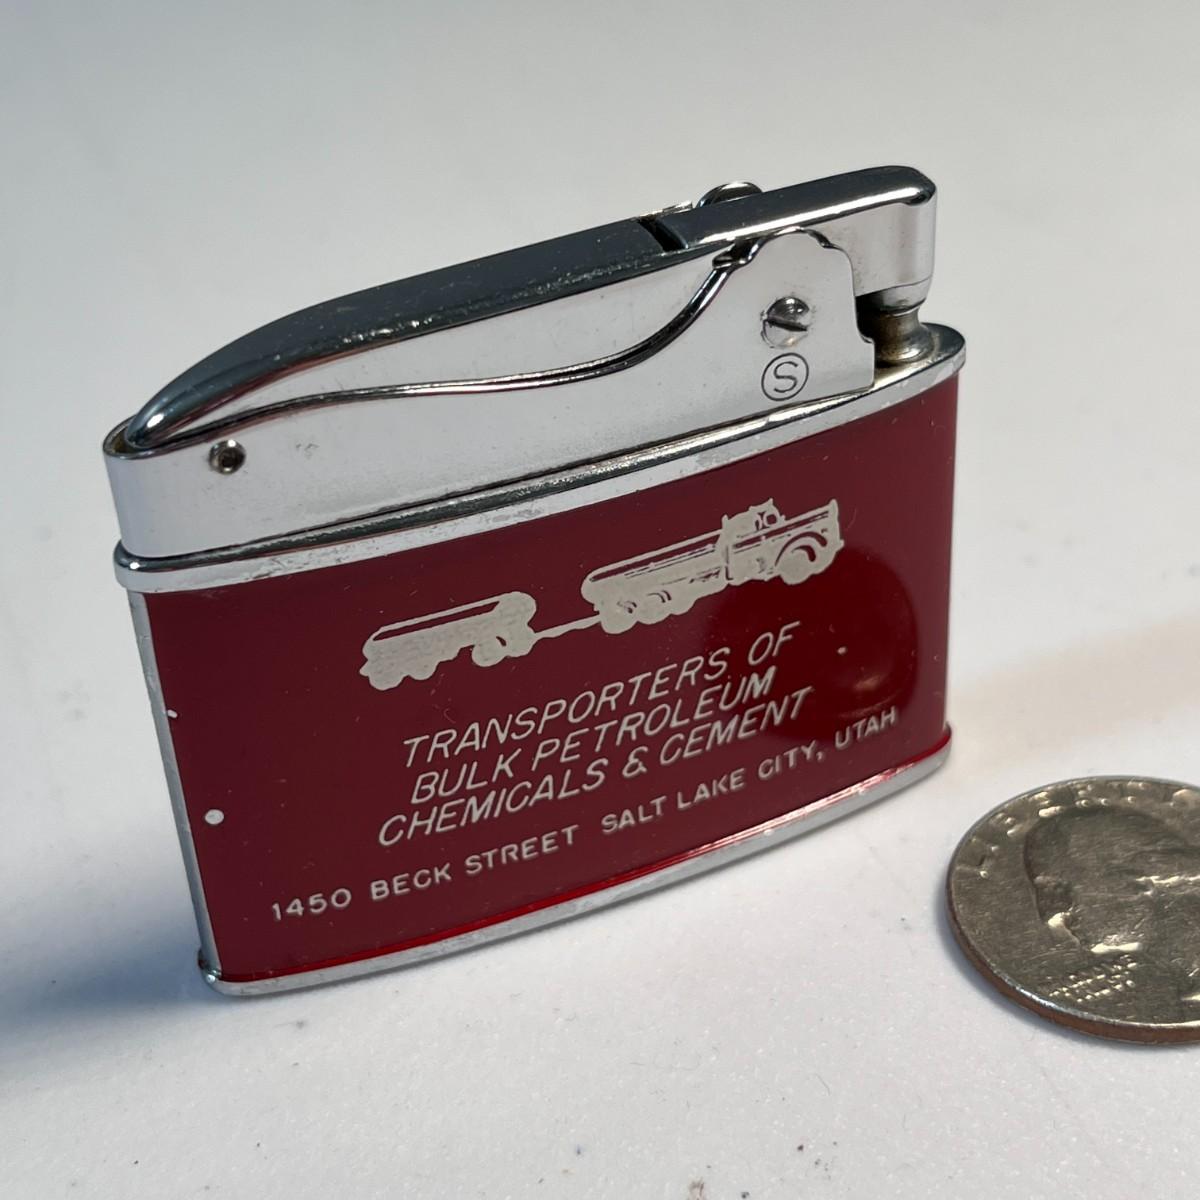 S
TRANSPORTERS OF
BULK PETROLEUM
CHEMICALS & CEMENT
1450 BECK STREET SALT LAKE CITY, UTAH